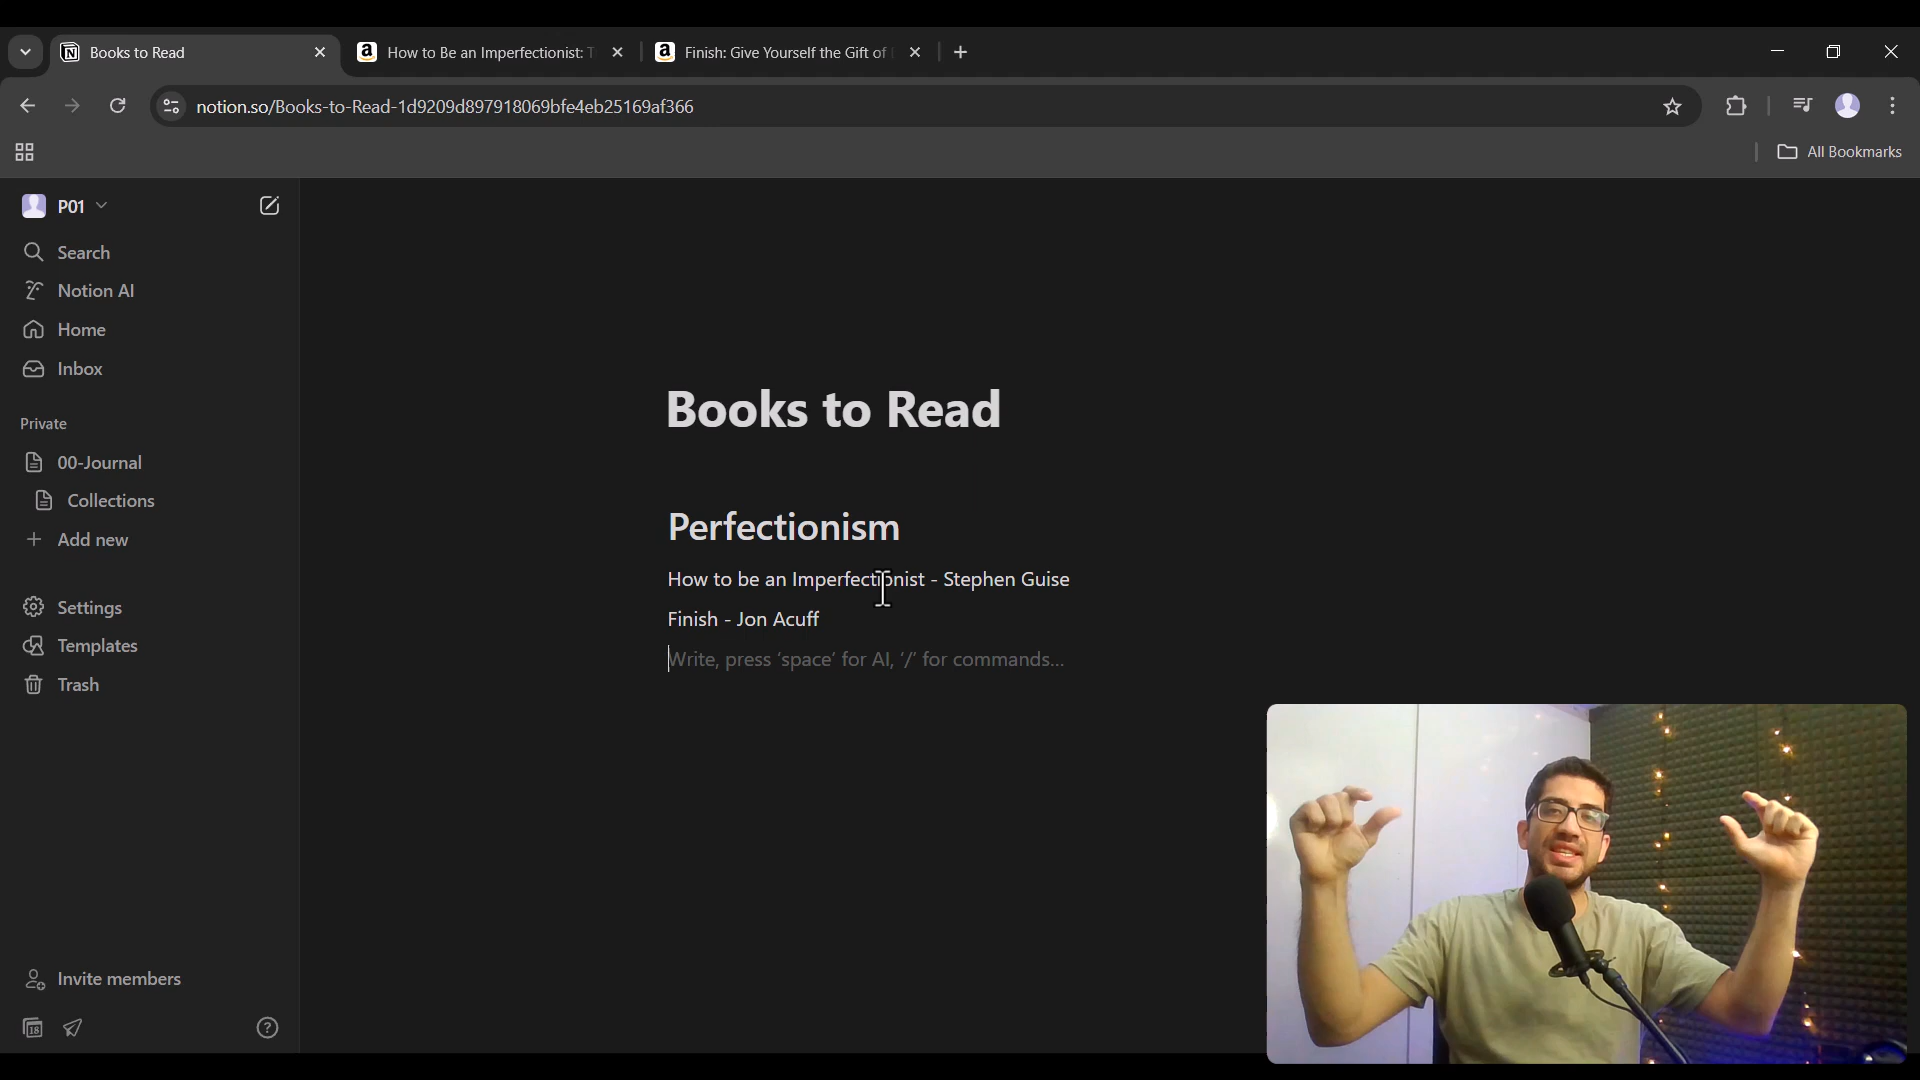 Books to Read
How to Be an Imperfectionist: T
Finish: Give Yourself the Gift of
notion.so/Books-to-Read-1d9209d897918069bfe4eb25169af366
All Bookmarks
P01
Search
Notion AI
Home
Inbox
Private
00-Journal
Collections
Add new
Settings
Templates
Trash
Invite members
18
Books to Read
Perfectionism
How to be an Imperfectionist - Stephen Guise
Finish - Jon Acuff
Write, press ‘space’ for AI, ‘/’ for commands...